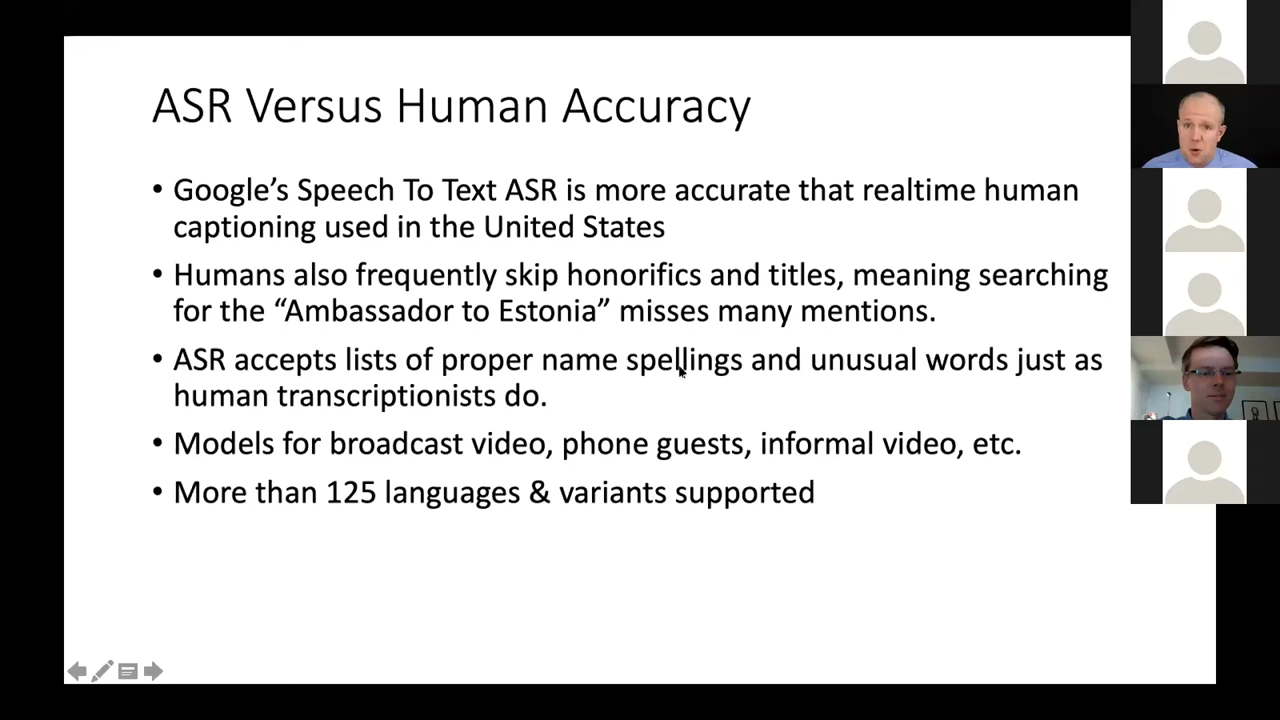 ASR Versus Human Accuracy
• Google’s Speech To Text ASR is more accurate that realtime human
captioning used in the United States
• Humans also frequently skip honorifics and titles, meaning searching
for the “Ambassador to Estonia” misses many mentions.
• ASR accepts lists of proper name spellings and unusual words just as
human transcriptionists do.
• Models for broadcast video, phone guests, informal video, etc.
• More than 125 languages & variants supported